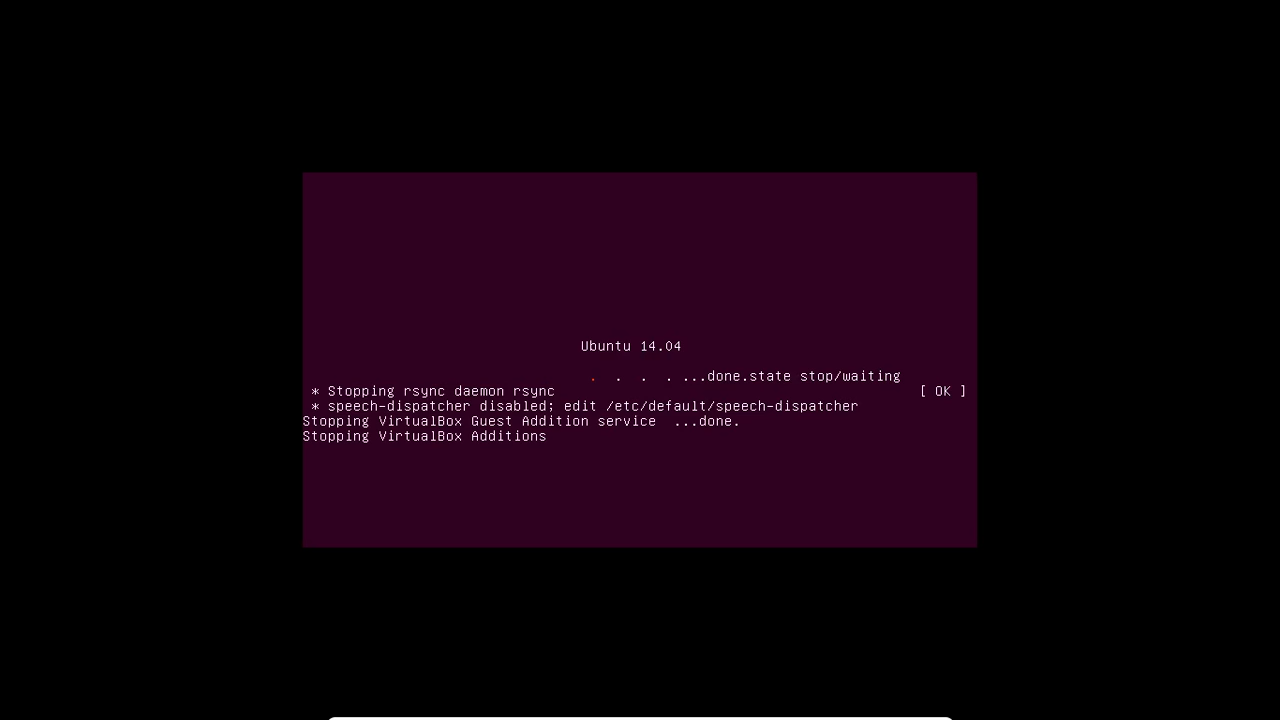 Ubuntu 14.04
. . . . ...done.state stop/waiting
* Stopping rsync daemon rsync [ OK ]
* speech-dispatcher disabled; edit /etc/default/speech-dispatcher
Stopping VirtualBox Guest Addition service ...done.
Stopping VirtualBox Additions